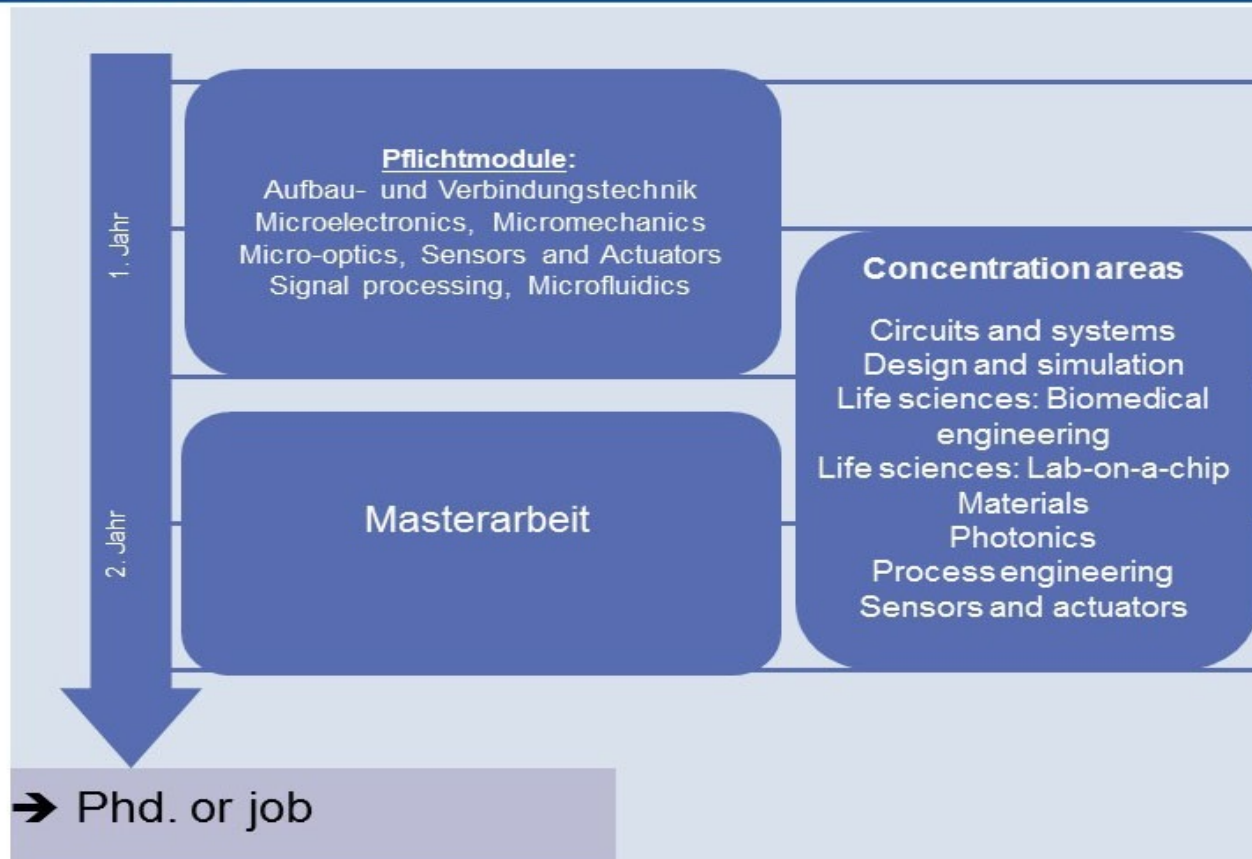 1. Jahr
Pflichtmodule:
Aufbau- und Verbindungstechnik
Microelectronics, Micromechanics
Micro-optics, Sensors and Actuators
Signal processing, Microfluidics
Concentration areas
Circuits and systems
Design and simulation
Life sciences: Biomedical
engineering
Life sciences: Lab-on-a-chip
Materials
Photonics
Process engineering
Sensors and actuators
2. Jahr
Masterarbeit
➔ Phd. or job